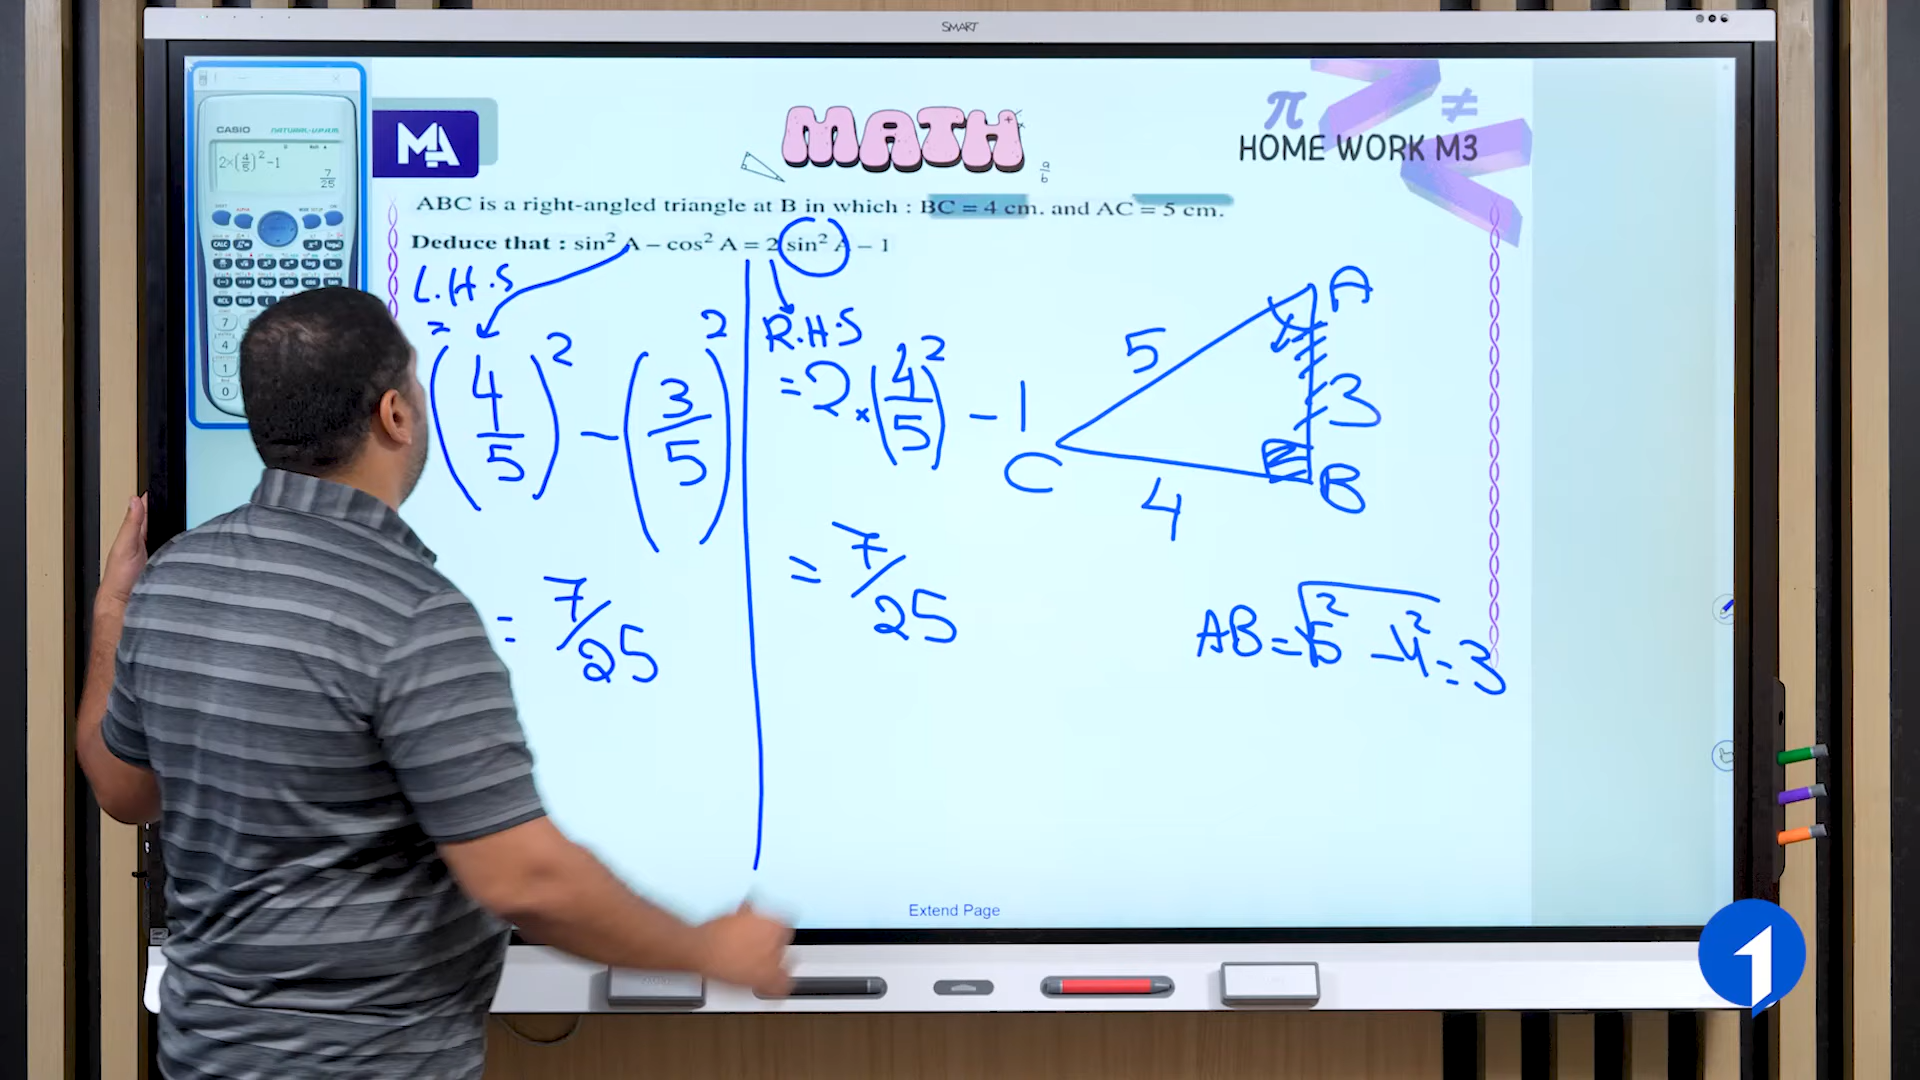 SMART
CASIO NATURAL-V.P.A.M.
2×(4/5)²-1
7/25
MA
MATH
π ≠
HOME WORK M3
a/b
ABC is a right-angled triangle at B in which : BC = 4 cm. and AC = 5 cm.
Deduce that : sin² A – cos² A = 2 sin² A – 1
L.H.S
= (4/5)² – (3/5)²
= 7/25
R.H.S
= 2 × (4/5)² – 1
= 7/25
A
5
3
C
B
4
AB = √5² – 4² = 3
Extend Page
1